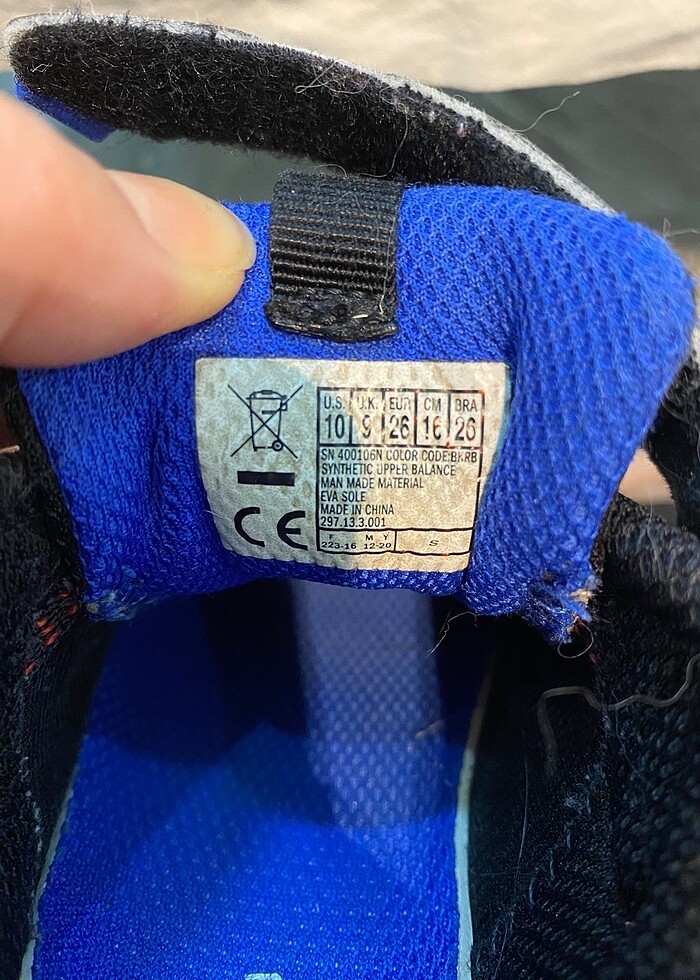 U.S. U.K. EUR CM BRA
10 9 26 16 26
SN 400106N COLOR CODE:BKRB
SYNTHETIC UPPER BALANCE
MAN MADE MATERIAL
EVA SOLE
MADE IN CHINA
297.13.3.001
F M Y
223-16 12-20 S
CE